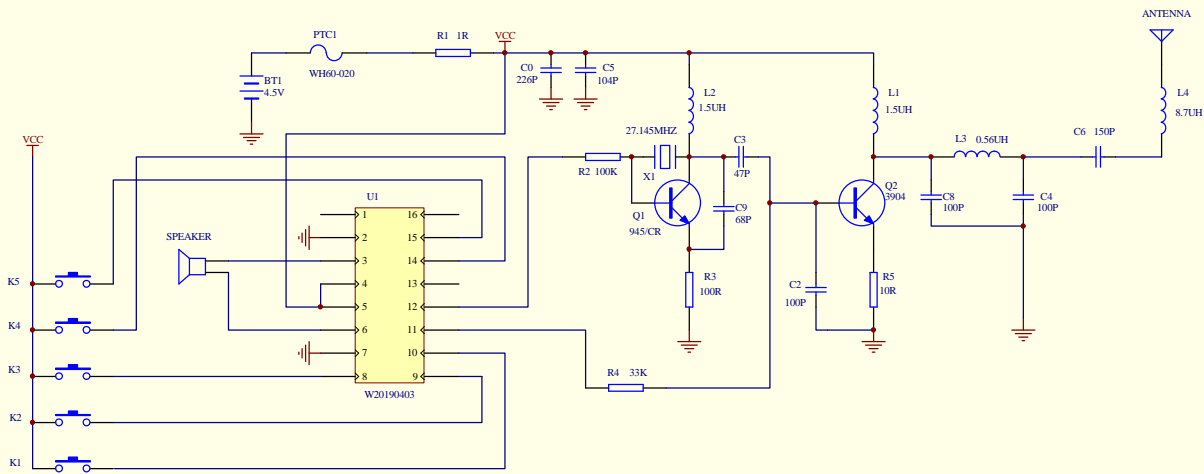 ANTENNA
PTC1
R1 1R
VCC
WH60-020
BT1
4.5V
C0
226P
C5
104P
L2
1.5UH
L1
1.5UH
L4
8.7UH
27.145MHZ
C3
47P
L3 0.56UH
C6 150P
VCC
R2 100K
X1
U1
Q1
945/CR
C9
68P
Q2
3904
C8
100P
C4
100P
SPEAKER
1
2
3
4
5
6
7
8
16
15
14
13
12
11
10
9
W20190403
R3
100R
C2
100P
R5
10R
R4 33K
K5
K4
K3
K2
K1